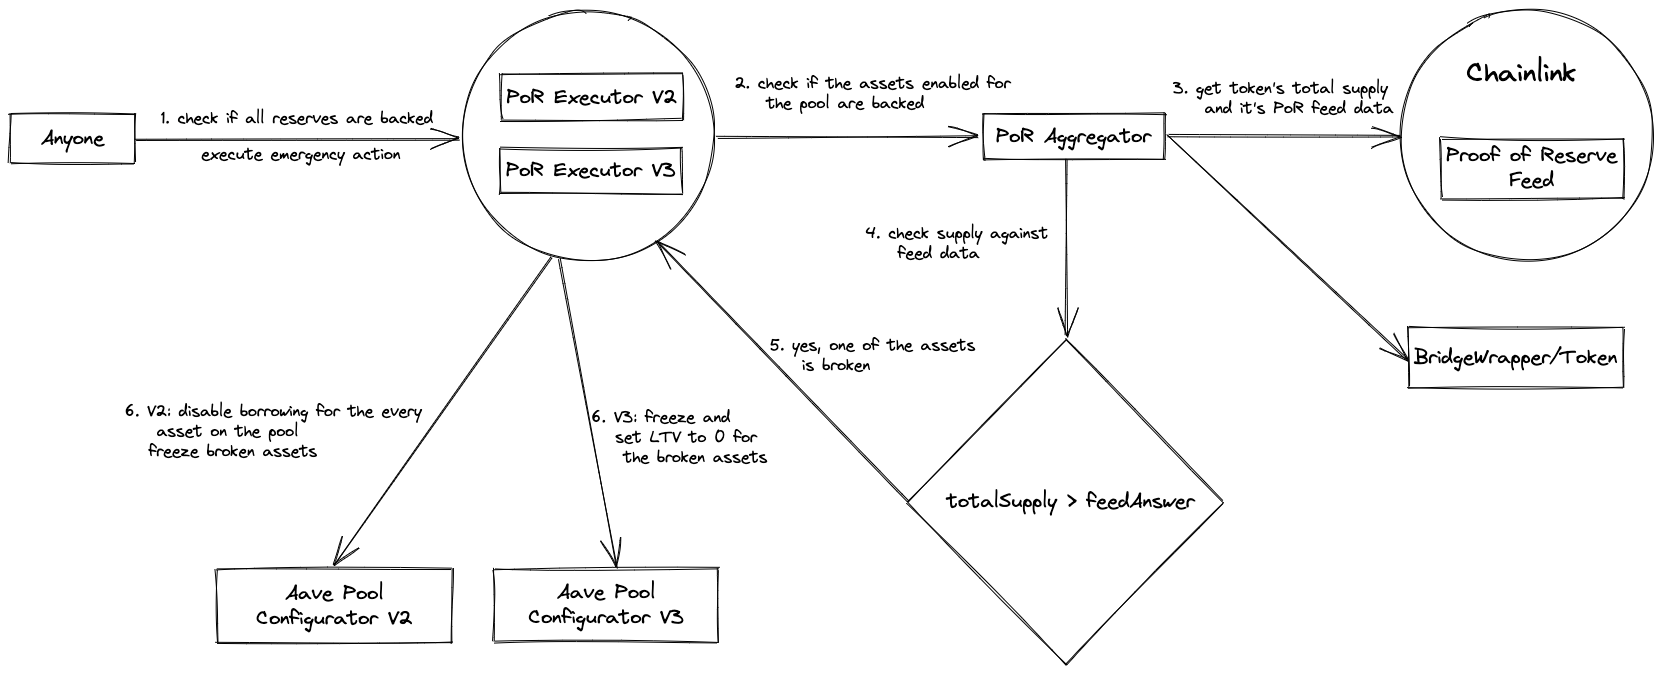 Anyone
1. check if all reserves are backed
execute emergency action
PoR Executor V2
PoR Executor V3
2. check if the assets enabled for
the pool are backed
PoR Aggregator
3. get token's total supply
and it's PoR feed data
Chainlink
Proof of Reserve
Feed
BridgeWrapper/Token
4. check supply against
feed data
totalSupply > feedAnswer
5. yes, one of the assets
is broken
6. V2: disable borrowing for the every
asset on the pool
freeze broken assets
6. V3: freeze and
set LTV to 0 for
the broken assets
Aave Pool
Configurator V2
Aave Pool
Configurator V3